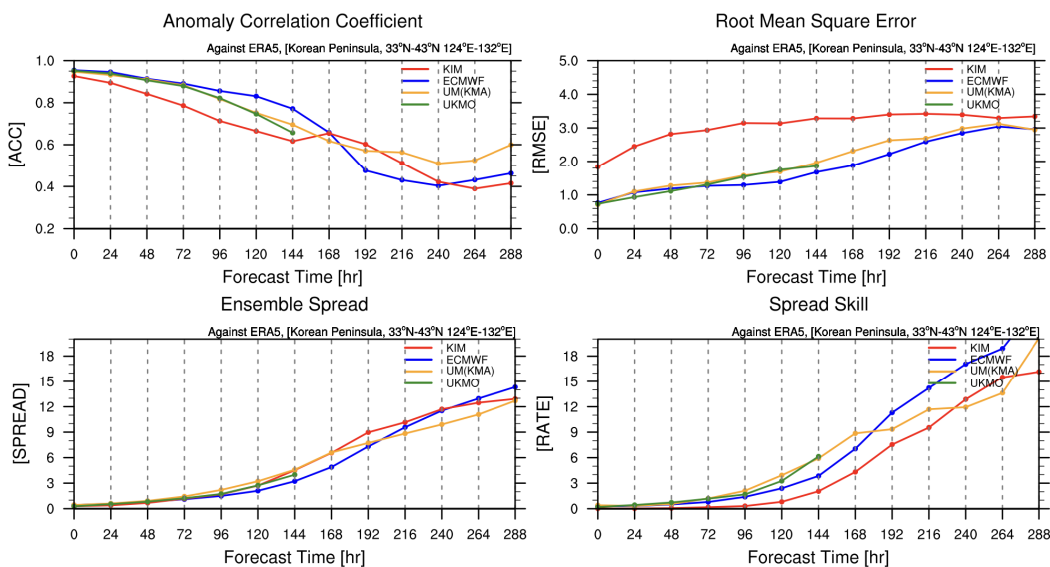 Anomaly Correlation Coefficient
Against ERA5, [Korean Peninsula, 33°N-43°N 124°E-132°E]
[ACC]
1.0
0.8
0.6
0.4
0.2
KIM
ECMWF
UM(KMA)
UKMO
0 24 48 72 96 120 144 168 192 216 240 264 288
Forecast Time [hr]
Root Mean Square Error
Against ERA5, [Korean Peninsula, 33°N-43°N 124°E-132°E]
[RMSE]
5.0
4.0
3.0
2.0
1.0
0.0
KIM
ECMWF
UM(KMA)
UKMO
0 24 48 72 96 120 144 168 192 216 240 264 288
Forecast Time [hr]
Ensemble Spread
Against ERA5, [Korean Peninsula, 33°N-43°N 124°E-132°E]
[SPREAD]
18
15
12
9
6
3
0
KIM
ECMWF
UM(KMA)
UKMO
0 24 48 72 96 120 144 168 192 216 240 264 288
Forecast Time [hr]
Spread Skill
Against ERA5, [Korean Peninsula, 33°N-43°N 124°E-132°E]
[RATE]
18
15
12
9
6
3
0
KIM
ECMWF
UM(KMA)
UKMO
0 24 48 72 96 120 144 168 192 216 240 264 288
Forecast Time [hr]